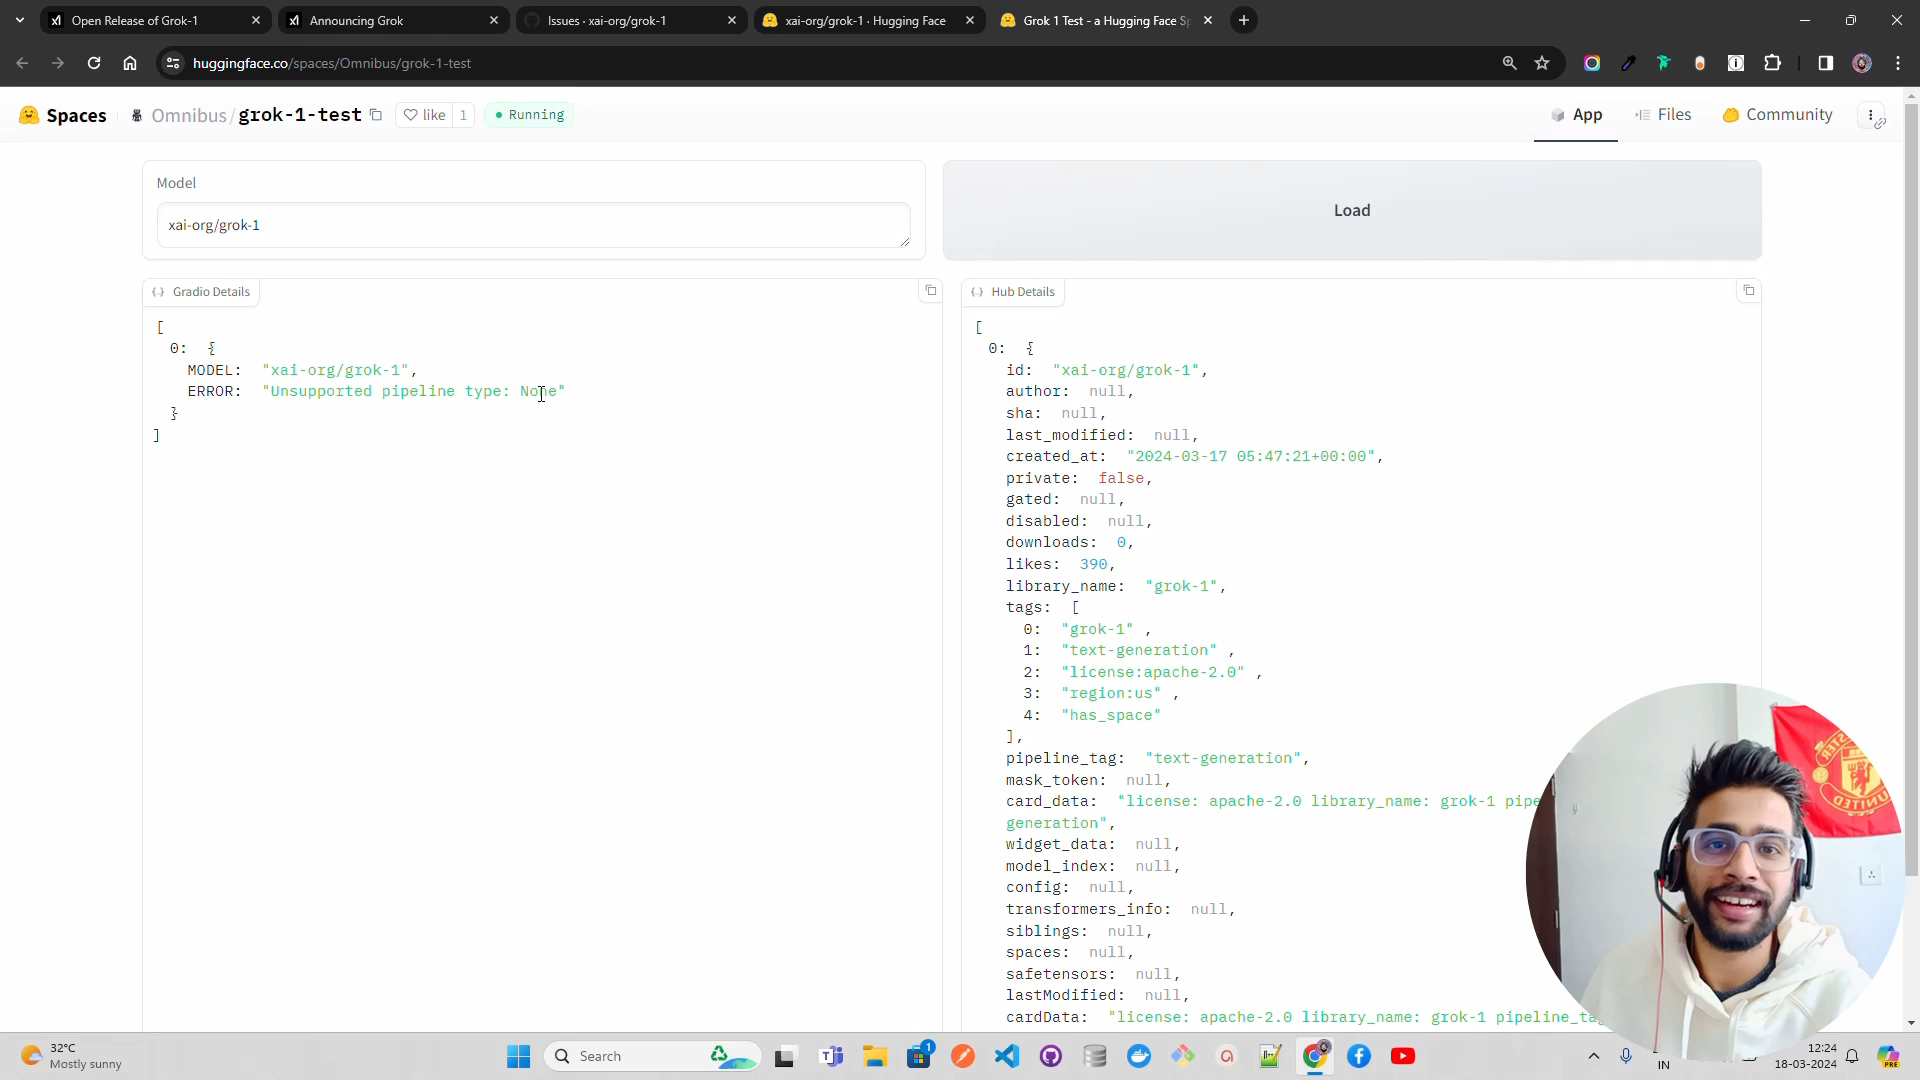 Open Release of Grok-1
Announcing Grok
Issues · xai-org/grok-1
xai-org/grok-1 · Hugging Face
Grok 1 Test - a Hugging Face S
huggingface.co/spaces/Omnibus/grok-1-test
Spaces
Omnibus/grok-1-test
like 1
Running
App
Files
Community
Model
xai-org/grok-1
Load
Gradio Details
[
0: {
MODEL: "xai-org/grok-1",
ERROR: "Unsupported pipeline type: None"
}
]
Hub Details
[
0: {
id: "xai-org/grok-1",
author: null,
sha: null,
last_modified: null,
created_at: "2024-03-17 05:47:21+00:00",
private: false,
gated: null,
disabled: null,
downloads: 0,
likes: 390,
library_name: "grok-1",
tags: [
0: "grok-1" ,
1: "text-generation" ,
2: "license:apache-2.0" ,
3: "region:us" ,
4: "has_space"
],
pipeline_tag: "text-generation",
mask_token: null,
card_data: "license: apache-2.0 library_name: grok-1 pipe
generation",
widget_data: null,
model_index: null,
config: null,
transformers_info: null,
siblings: null,
spaces: null,
safetensors: null,
lastModified: null,
cardData: "license: apache-2.0 library_name: grok-1 pipeline_ta
UNITED
32°C
Mostly sunny
Search
1
IN
12:24
18-03-2024
PRE